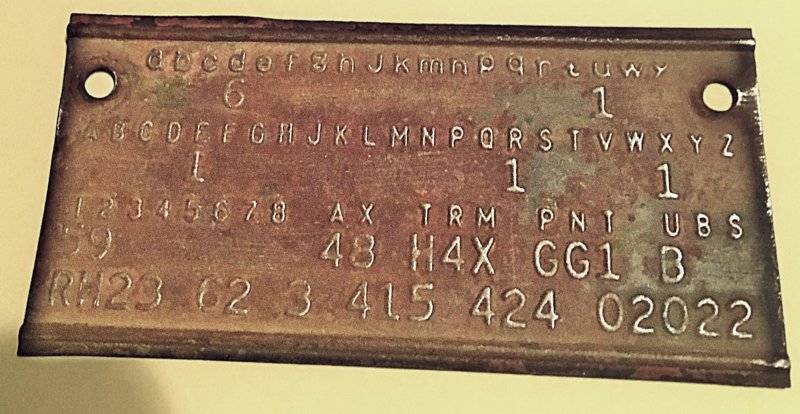 a b c d e f g h J k m n p q r t u w y
6 1
A B C D E F G H J K L M N P Q R S T V W X Y Z
1 1 1
1 2 3 4 5 6 7 8 AX TRM PNT UBS
59 48 H4X GG1 B
RH23 62 3 415 424 02022